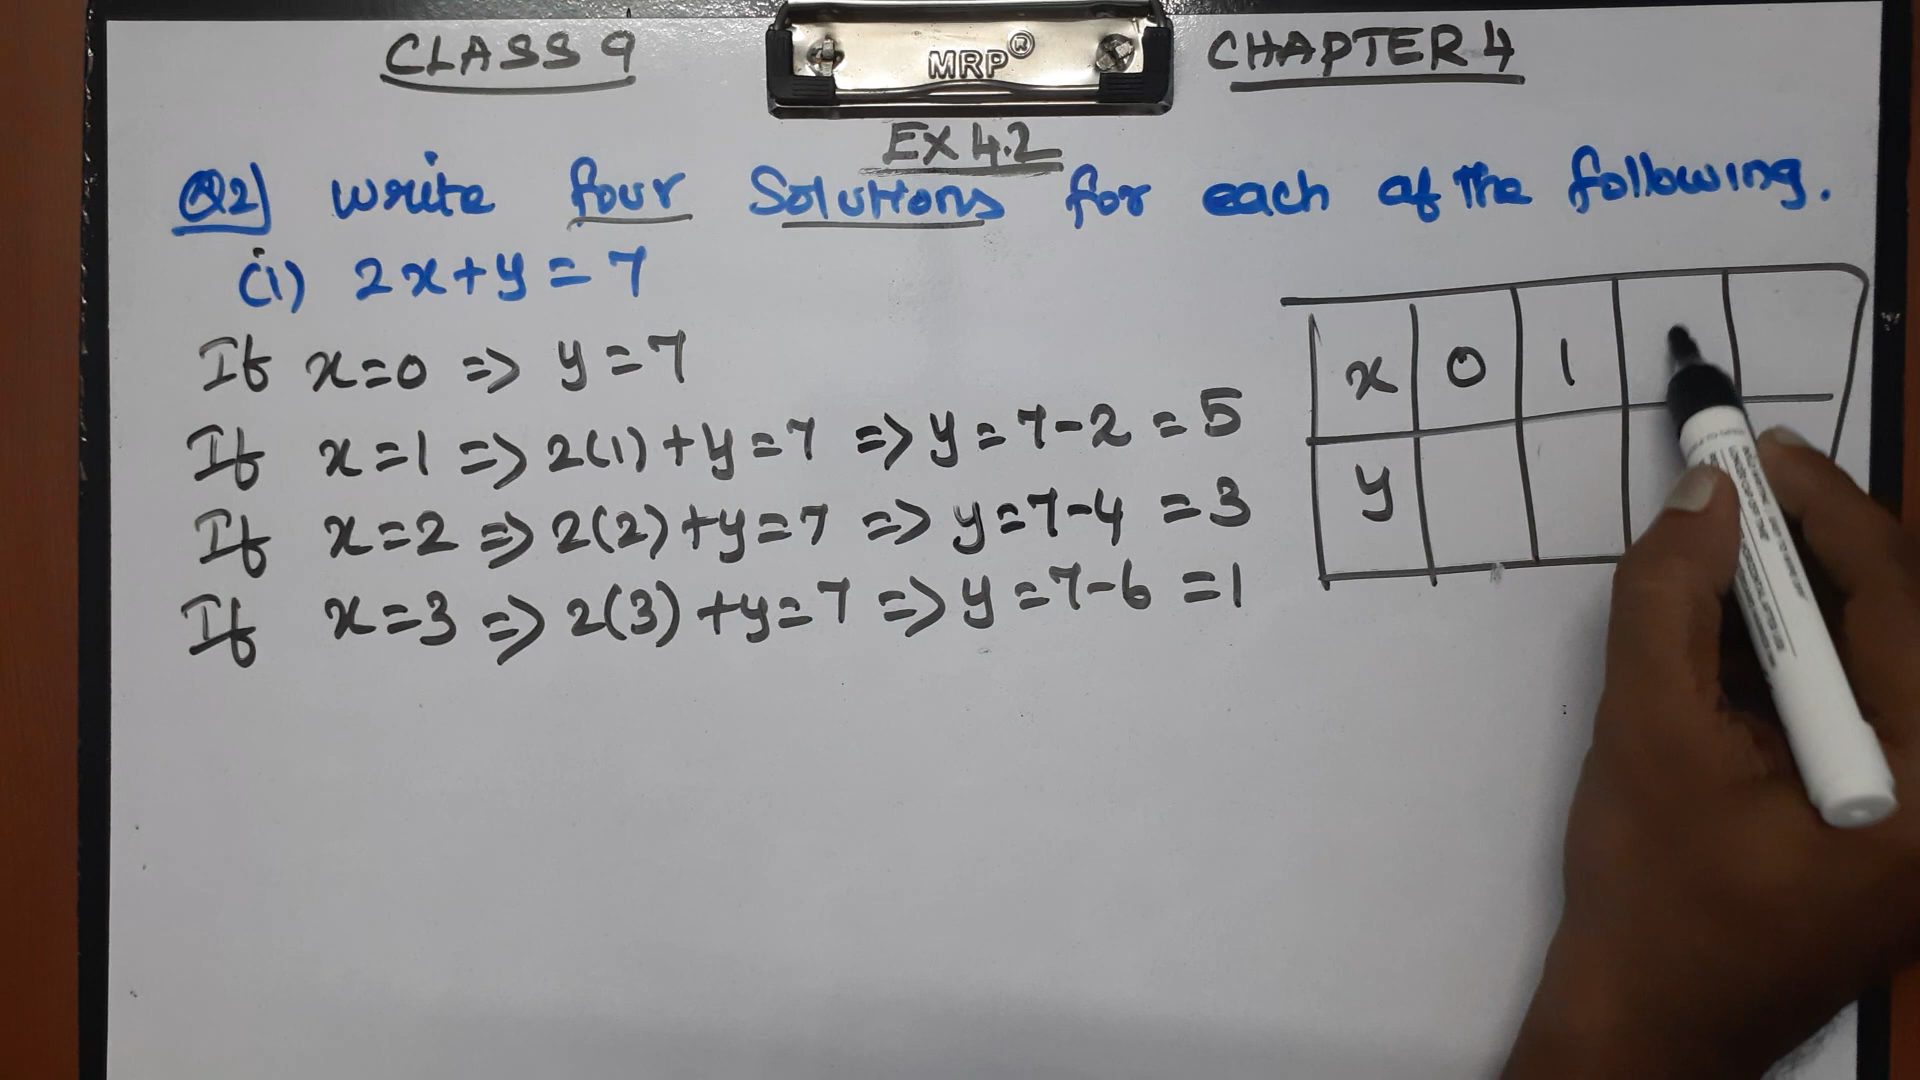 CLASS 9 MRP® CHAPTER 4
EX 4.2
Q2) Write four Solutions for each of the following.
(i) 2x+y=7
If x=0 => y=7
If x=1 => 2(1)+y=7 => y=7-2=5
If x=2 => 2(2)+y=7 => y=7-4=3
If x=3 => 2(3)+y=7 => y=7-6=1
x 0 1
y